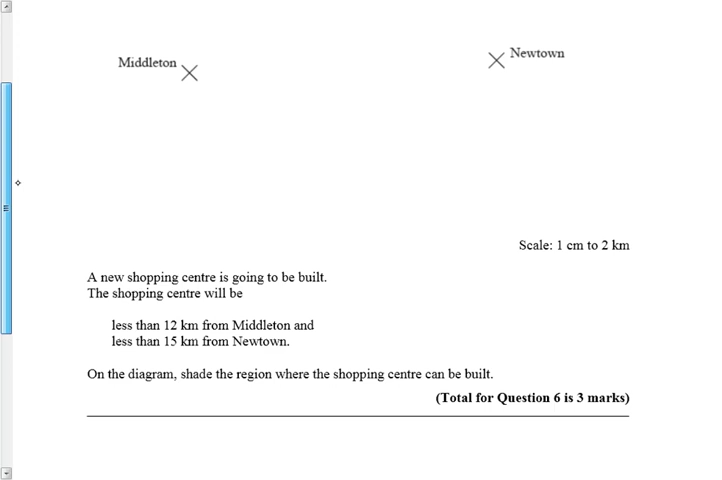 Middleton
Newtown
Scale: 1 cm to 2 km
A new shopping centre is going to be built.
The shopping centre will be
less than 12 km from Middleton and
less than 15 km from Newtown.
On the diagram, shade the region where the shopping centre can be built.
(Total for Question 6 is 3 marks)